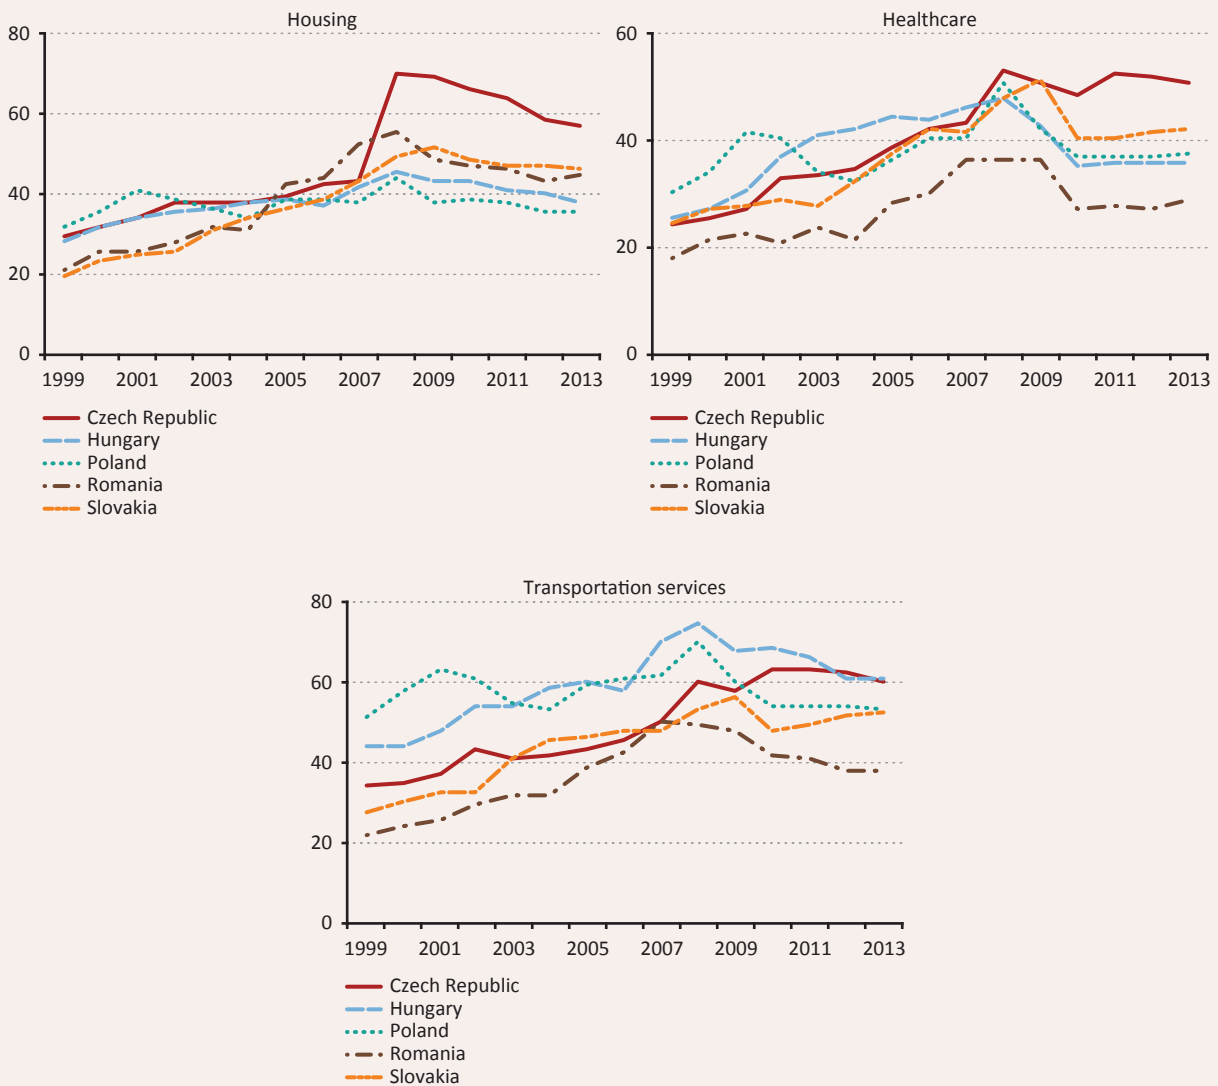 Housing
80
60
40
20
0
1999 2001 2003 2005 2007 2009 2011 2013
Czech Republic
Hungary
Poland
Romania
Slovakia
Healthcare
60
40
20
0
1999 2001 2003 2005 2007 2009 2011 2013
Czech Republic
Hungary
Poland
Romania
Slovakia
Transportation services
80
60
40
20
0
1999 2001 2003 2005 2007 2009 2011 2013
Czech Republic
Hungary
Poland
Romania
Slovakia